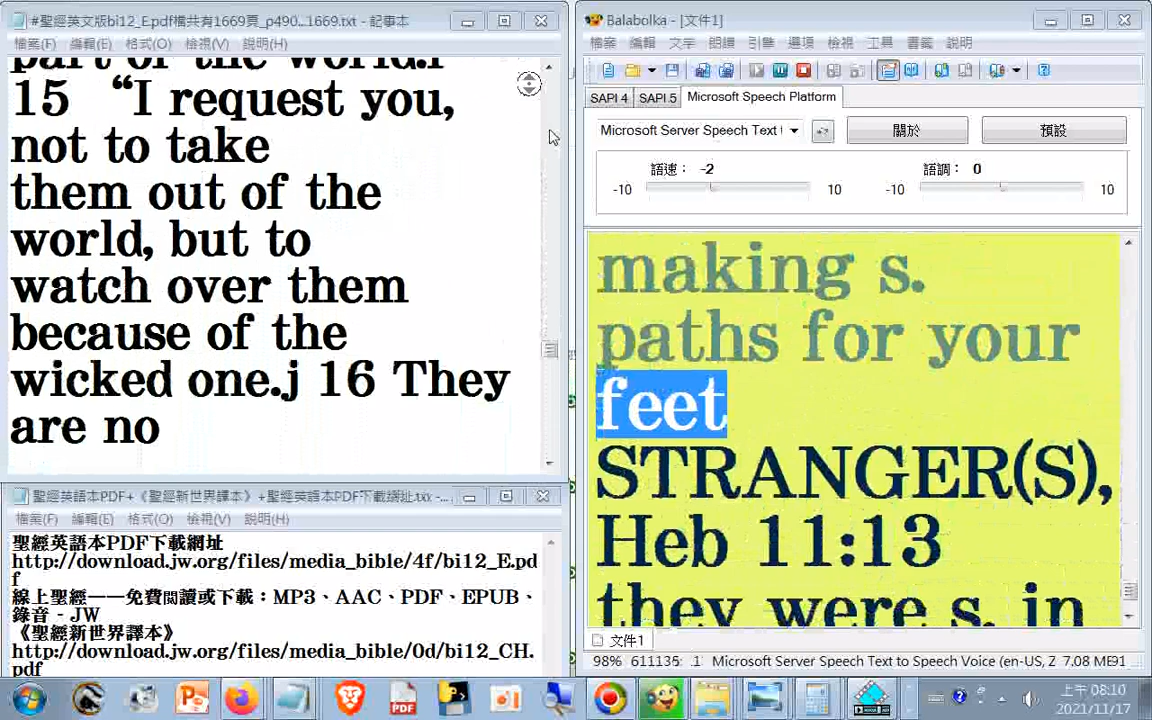 #聖經英文版bi12_E.pdf檔共有1669頁_p490...1669.txt - 記事本
檔案(F) 編輯(E) 格式(O) 檢視(V) 說明(H)
part of the world.i
15 “I request you,
not to take
them out of the
world, but to
watch over them
because of the
wicked one.j 16 They
are no
聖經英語本PDF+《聖經新世界譯本》+聖經英語本PDF下載網址.txt -...
檔案(F) 編輯(E) 格式(O) 檢視(V) 說明(H)
聖經英語本PDF下載網址
http://download.jw.org/files/media_bible/4f/bi12_E.pd
f
線上聖經——免費閱讀或下載：MP3、AAC、PDF、EPUB、
錄音 - JW
《聖經新世界譯本》
http://download.jw.org/files/media_bible/0d/bi12_CH.
pdf
Balabolka - [文件1]
檔案 編輯 文字 朗讀 引擎 選項 檢視 工具 書籤 說明
SAPI 4 SAPI 5 Microsoft Speech Platform
Microsoft Server Speech Text 關於 預設
語速： -2 語調： 0
-10 10 -10 10
making s.
paths for your
feet
STRANGER(S),
Heb 11:13
they were s. in
文件1
98% 611135: .1 Microsoft Server Speech Text to Speech Voice (en-US, Z 7.08 ME91
PDF
上午 08:10
2021/11/17